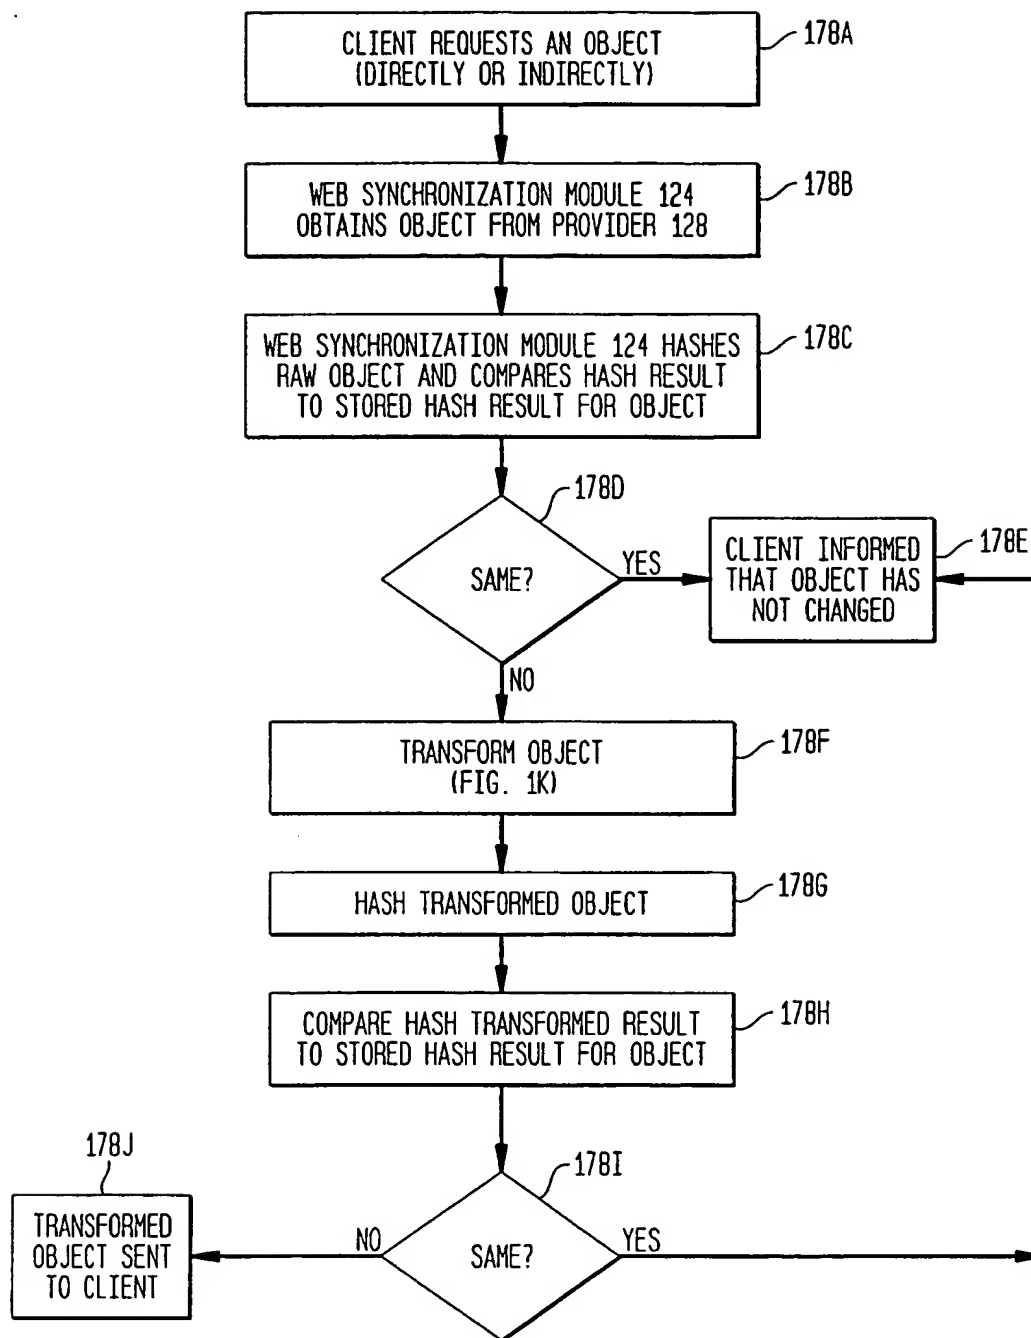 CLIENT REQUESTS AN OBJECT
(DIRECTLY OR INDIRECTLY)
178A
WEB SYNCHRONIZATION MODULE 124
OBTAINS OBJECT FROM PROVIDER 128
178B
WEB SYNCHRONIZATION MODULE 124 HASHES
RAW OBJECT AND COMPARES HASH RESULT
TO STORED HASH RESULT FOR OBJECT
178C
178D
SAME?
YES
CLIENT INFORMED
THAT OBJECT HAS
NOT CHANGED
178E
NO
TRANSFORM OBJECT
(FIG. 1K)
178F
HASH TRANSFORMED OBJECT
178G
COMPARE HASH TRANSFORMED RESULT
TO STORED HASH RESULT FOR OBJECT
178H
178I
SAME?
YES
NO
178J
TRANSFORMED
OBJECT SENT
TO CLIENT